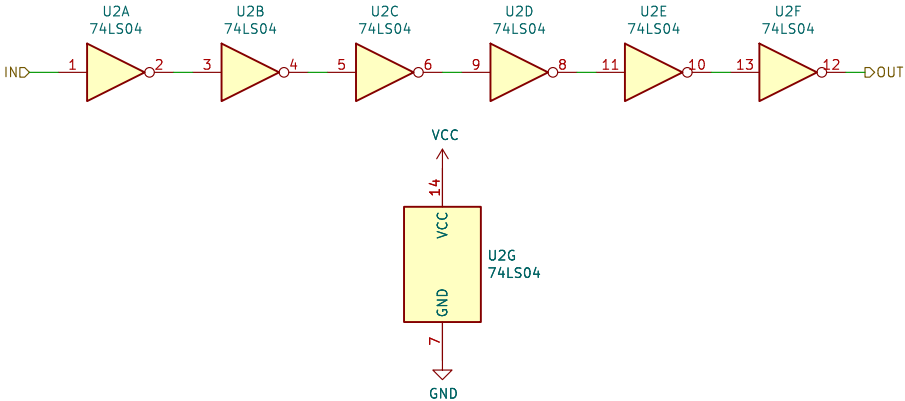 U2A
74LS04
U2B
74LS04
U2C
74LS04
U2D
74LS04
U2E
74LS04
U2F
74LS04
IN 1 2 3 4 5 6 9 8 11 10 13 12 OUT
VCC
14
VCC
U2G
74LS04
GND
7
GND